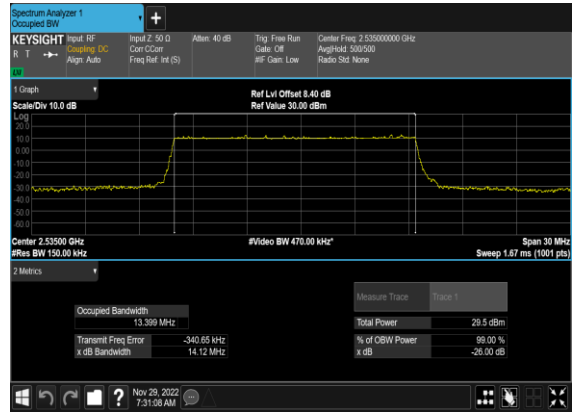 Spectrum Analyzer 1
Occupied BW
+
KEYSIGHT Input: RF Input Z: 50 Ω Atten: 40 dB Trig: Free Run Center Freq: 2.535000000 GHz
R T Coupling: DC Corr CCorr Gate: Off Avg|Hold: 500/500
Align: Auto Freq Ref: Int (S) #IF Gain: Low Radio Std: None
1 Graph
Ref Lvl Offset 8.40 dB
Scale/Div 10.0 dB Ref Value 30.00 dBm
Log
20.0
10.0
0.00
-10.0
-20.0
-30.0
-40.0
-50.0
-60.0
Center 2.53500 GHz #Video BW 470.00 kHz* Span 30 MHz
#Res BW 150.00 kHz Sweep 1.67 ms (1001 pts)
2 Metrics
Measure Trace Trace 1
Occupied Bandwidth
13.399 MHz Total Power 29.5 dBm
Transmit Freq Error -340.65 kHz % of OBW Power 99.00 %
x dB Bandwidth 14.12 MHz x dB -26.00 dB
? Nov 29, 2022
7:31:08 AM